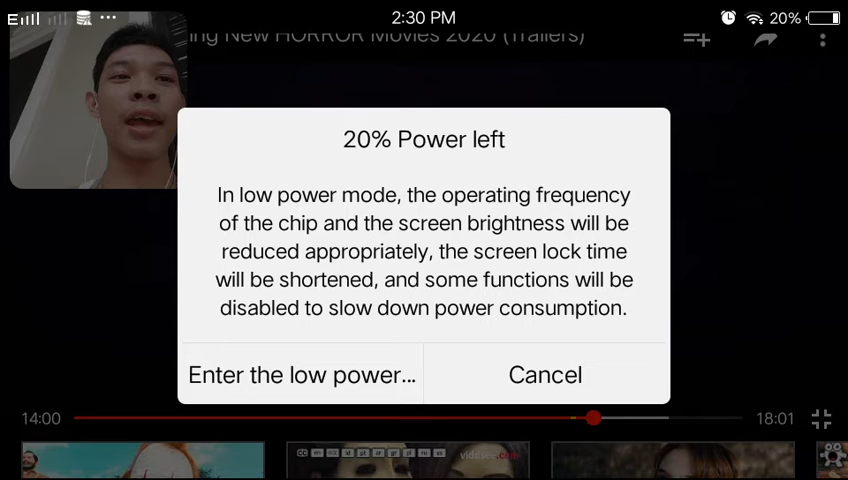 E 2:30 PM 20%
ing New HORROR Movies 2020 (Trailers)
20% Power left
In low power mode, the operating frequency
of the chip and the screen brightness will be
reduced appropriately, the screen lock time
will be shortened, and some functions will be
disabled to slow down power consumption.
Enter the low power... Cancel
14:00 18:01
viddsee.com